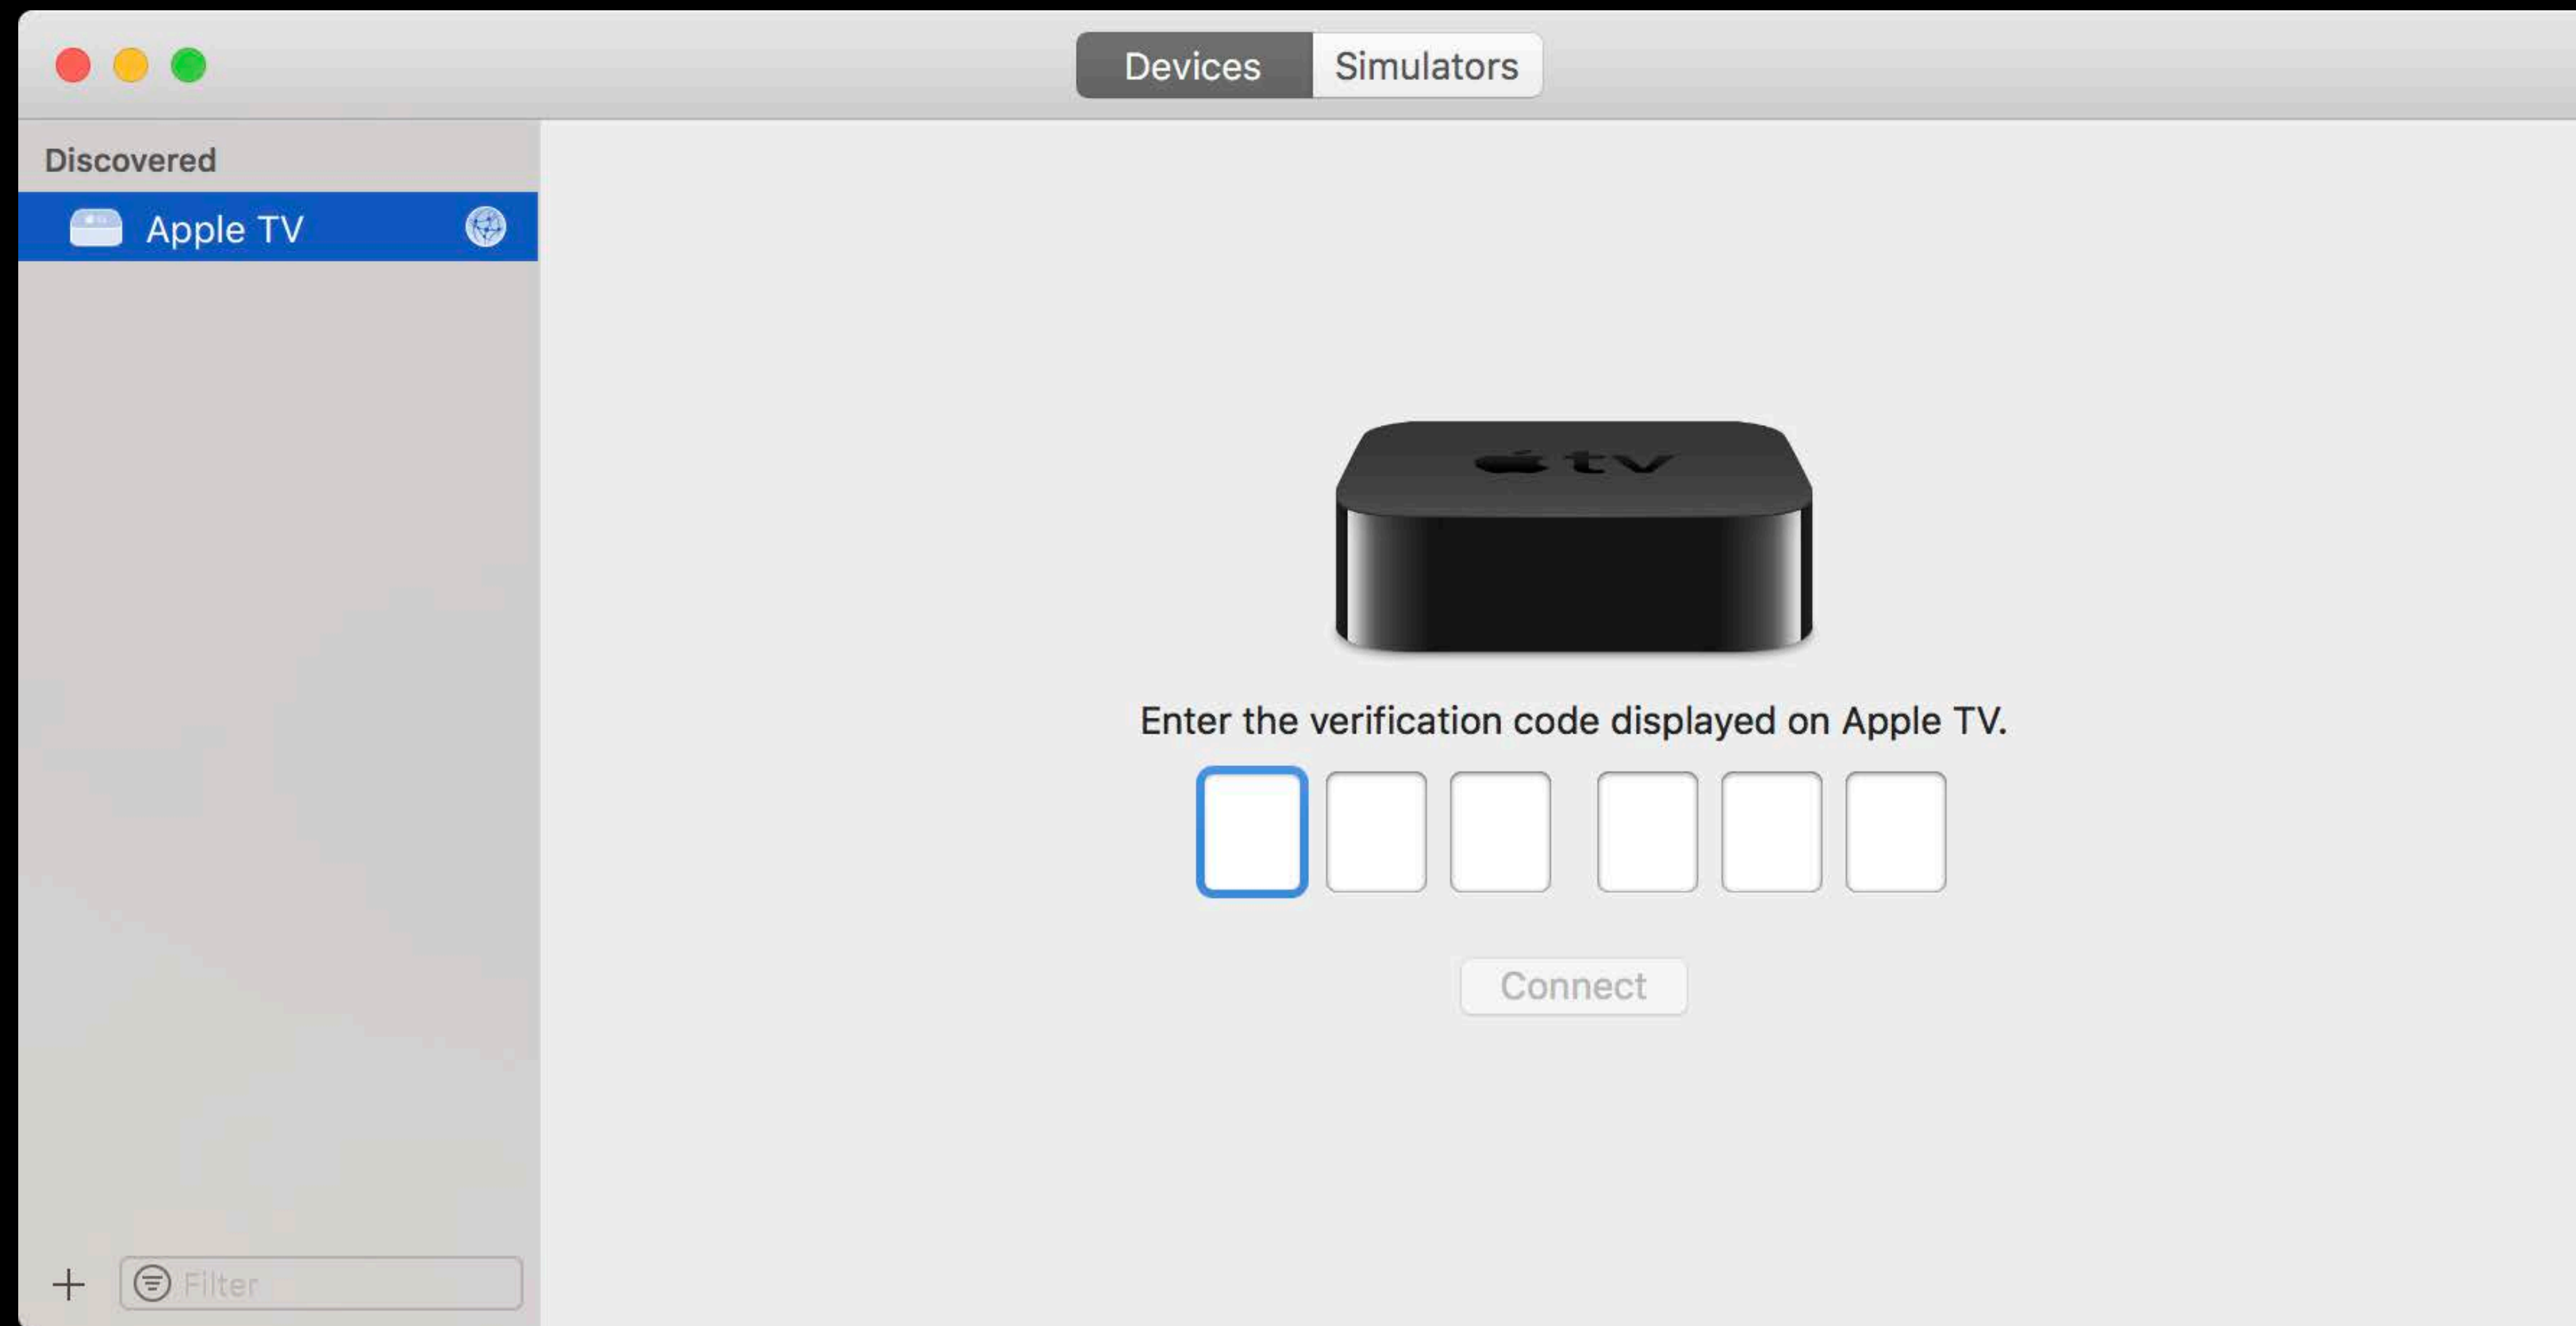 Devices Simulators
Discovered
Apple TV
tv
Enter the verification code displayed on Apple TV.
Connect
Filter